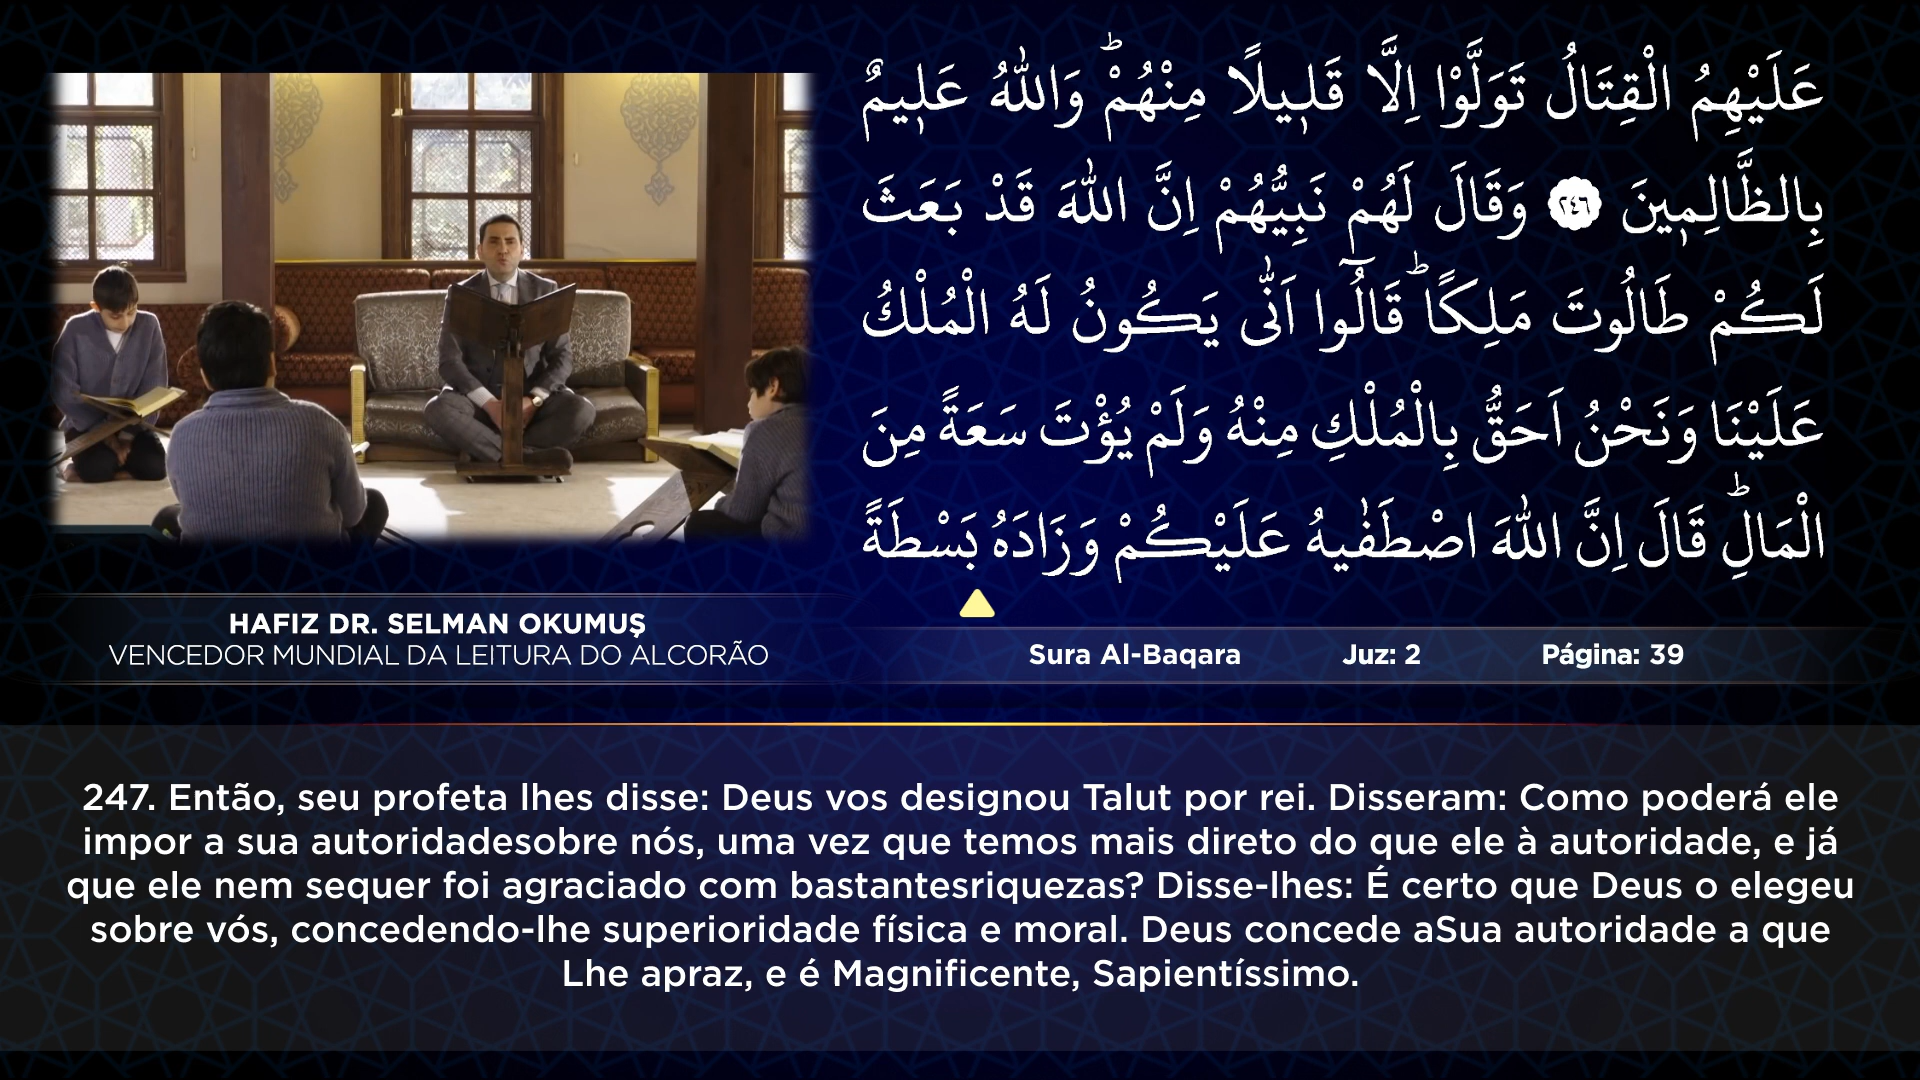 عَلَيْهِمُ الْقِتَالُ تَوَلَّوْا اِلَّا قَل۪يلًا مِنْهُمْۜ وَاللّٰهُ عَل۪يمٌ
بِالظَّالِم۪ينَ ﴿٢٤٦﴾ وَقَالَ لَهُمْ نَبِيُّهُمْ اِنَّ اللّٰهَ قَدْ بَعَثَ
لَكُمْ طَالُوتَ مَلِكًاۜ قَالُٓوا اَنّٰى يَكُونُ لَهُ الْمُلْكُ
عَلَيْنَا وَنَحْنُ اَحَقُّ بِالْمُلْكِ مِنْهُ وَلَمْ يُؤْتَ سَعَةً مِنَ
الْمَالِۜ قَالَ اِنَّ اللّٰهَ اصْطَفٰيهُ عَلَيْكُمْ وَزَادَهُ بَسْطَةً
HAFIZ DR. SELMAN OKUMUŞ
VENCEDOR MUNDIAL DA LEITURA DO ALCORÃO
Sura Al-Baqara Juz: 2 Página: 39
247. Então, seu profeta lhes disse: Deus vos designou Talut por rei. Disseram: Como poderá ele
impor a sua autoridadesobre nós, uma vez que temos mais direto do que ele à autoridade, e já
que ele nem sequer foi agraciado com bastantesriquezas? Disse-lhes: É certo que Deus o elegeu
sobre vós, concedendo-lhe superioridade física e moral. Deus concede aSua autoridade a que
Lhe apraz, e é Magnificente, Sapientíssimo.